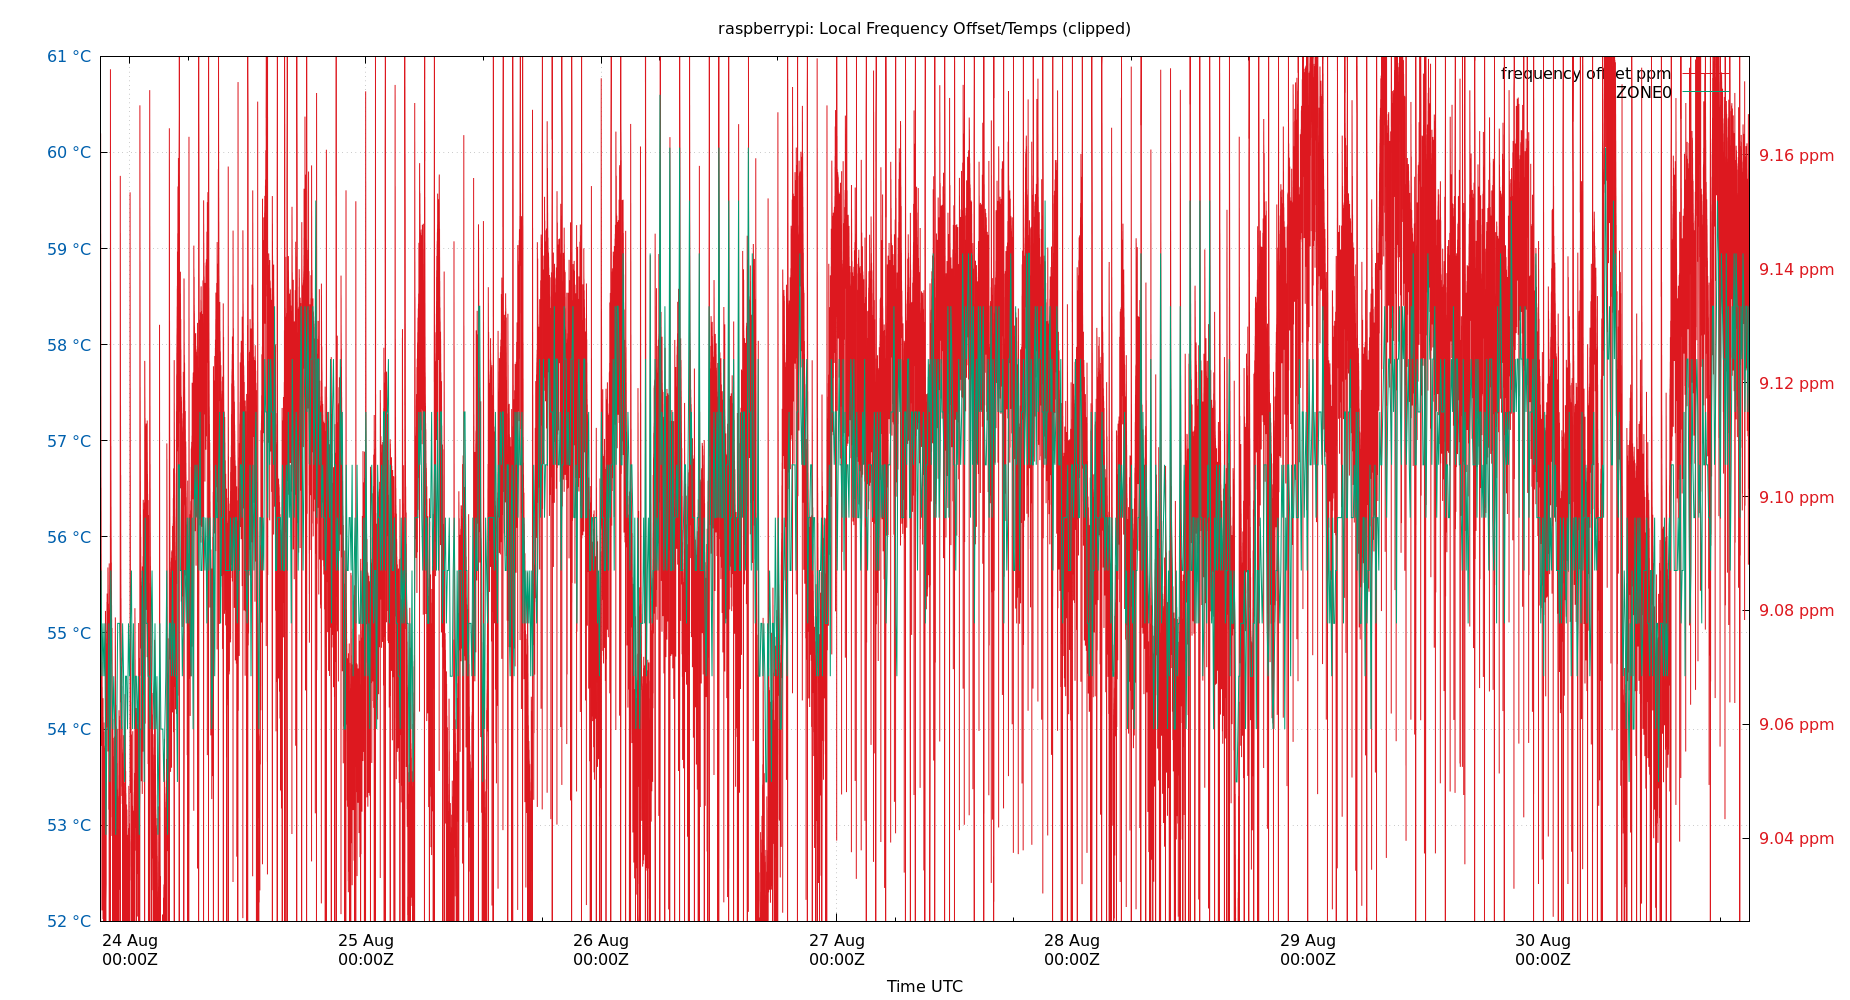 raspberrypi: Local Frequency Offset/Temps (clipped)
61 °C
60 °C
59 °C
58 °C
57 °C
56 °C
55 °C
54 °C
53 °C
52 °C
frequency offset ppm
ZONE0
9.16 ppm
9.14 ppm
9.12 ppm
9.10 ppm
9.08 ppm
9.06 ppm
9.04 ppm
24 Aug 25 Aug 26 Aug 27 Aug 28 Aug 29 Aug 30 Aug
00:00Z 00:00Z 00:00Z 00:00Z 00:00Z 00:00Z 00:00Z
Time UTC